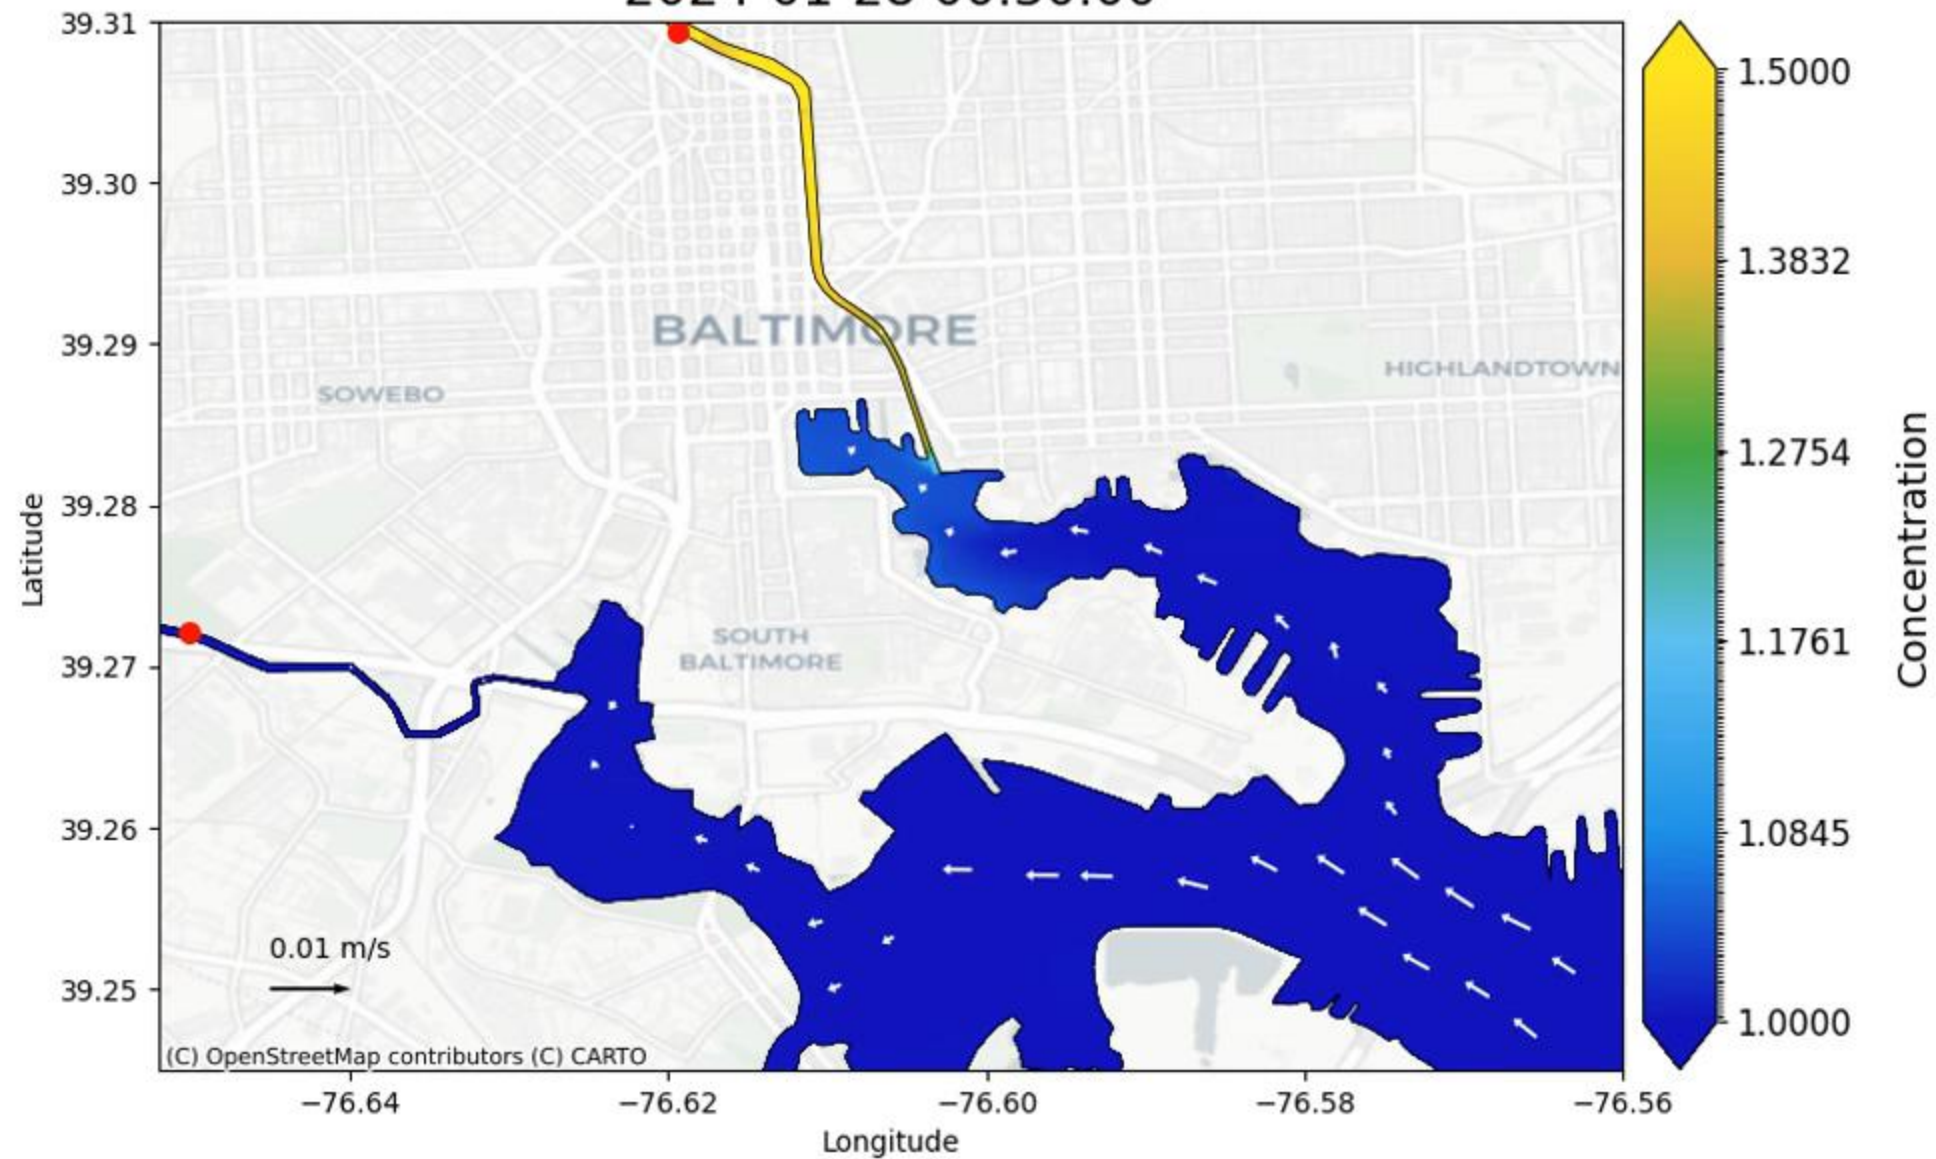 39.31
39.30
39.29
39.28
39.27
39.26
39.25
Latitude
BALTIMORE
SOWEBO
HIGHLANDTOWN
SOUTH
BALTIMORE
0.01 m/s
(C) OpenStreetMap contributors (C) CARTO
−76.64
−76.62
−76.60
−76.58
−76.56
Longitude
1.5000
1.3832
1.2754
1.1761
1.0845
1.0000
Concentration